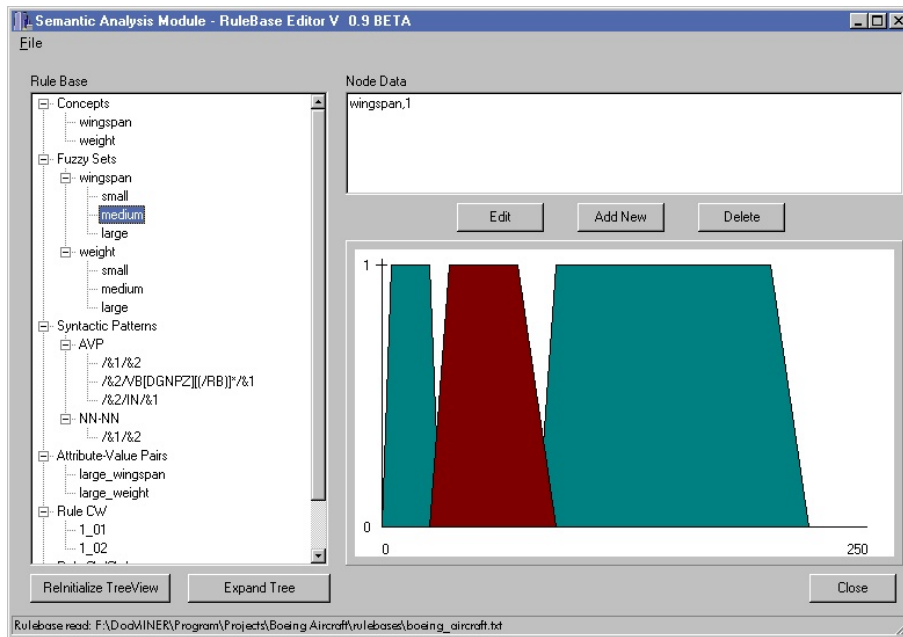 Semantic Analysis Module - RuleBase Editor V 0.9 BETA
File
Rule Base
Concepts
wingspan
weight
Fuzzy Sets
wingspan
small
medium
large
weight
small
medium
large
Syntactic Patterns
AVP
/&1/&2
/&2/VB[DGNPZ][(/RB)]*/&1
/&2/IN/&1
NN-NN
/&1/&2
Attribute-Value Pairs
large_wingspan
large_weight
Rule CW
1_01
1_02
ReInitialize TreeView
Expand Tree
Node Data
wingspan,1
Edit
Add New
Delete
1
0
0
250
Close
Rulebase read: F:\DocMINER\Program\Projects\Boeing Aircraft\rulebases\boeing_aircraft.txt